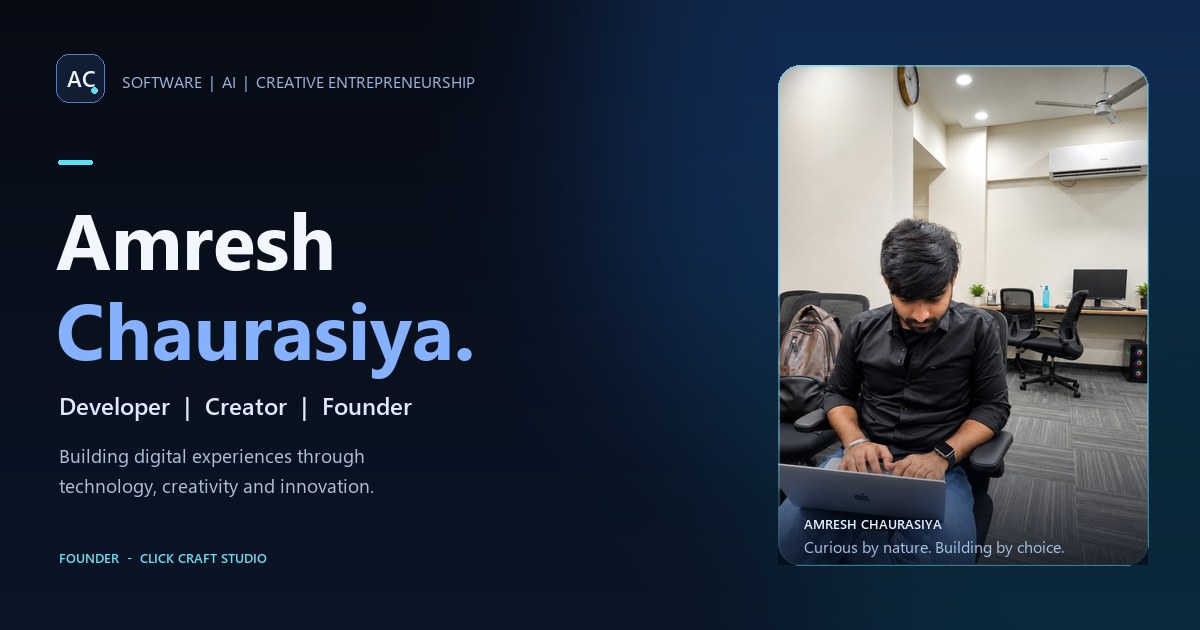 AC
SOFTWARE | AI | CREATIVE ENTREPRENEURSHIP
Amresh
Chaurasiya.
Developer | Creator | Founder
Building digital experiences through
technology, creativity and innovation.
FOUNDER - CLICK CRAFT STUDIO
AMRESH CHAURASIYA
Curious by nature. Building by choice.